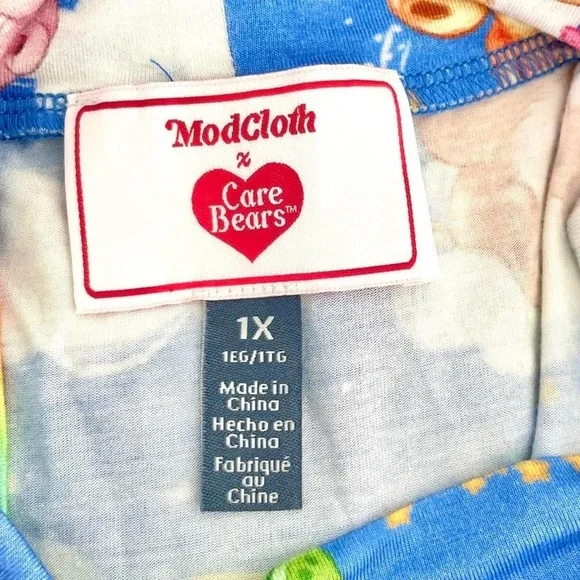 ModCloth
x
Care
Bears™
1X
1EG/1TG
Made in
China
Hecho en
China
Fabriqué
au
Chine